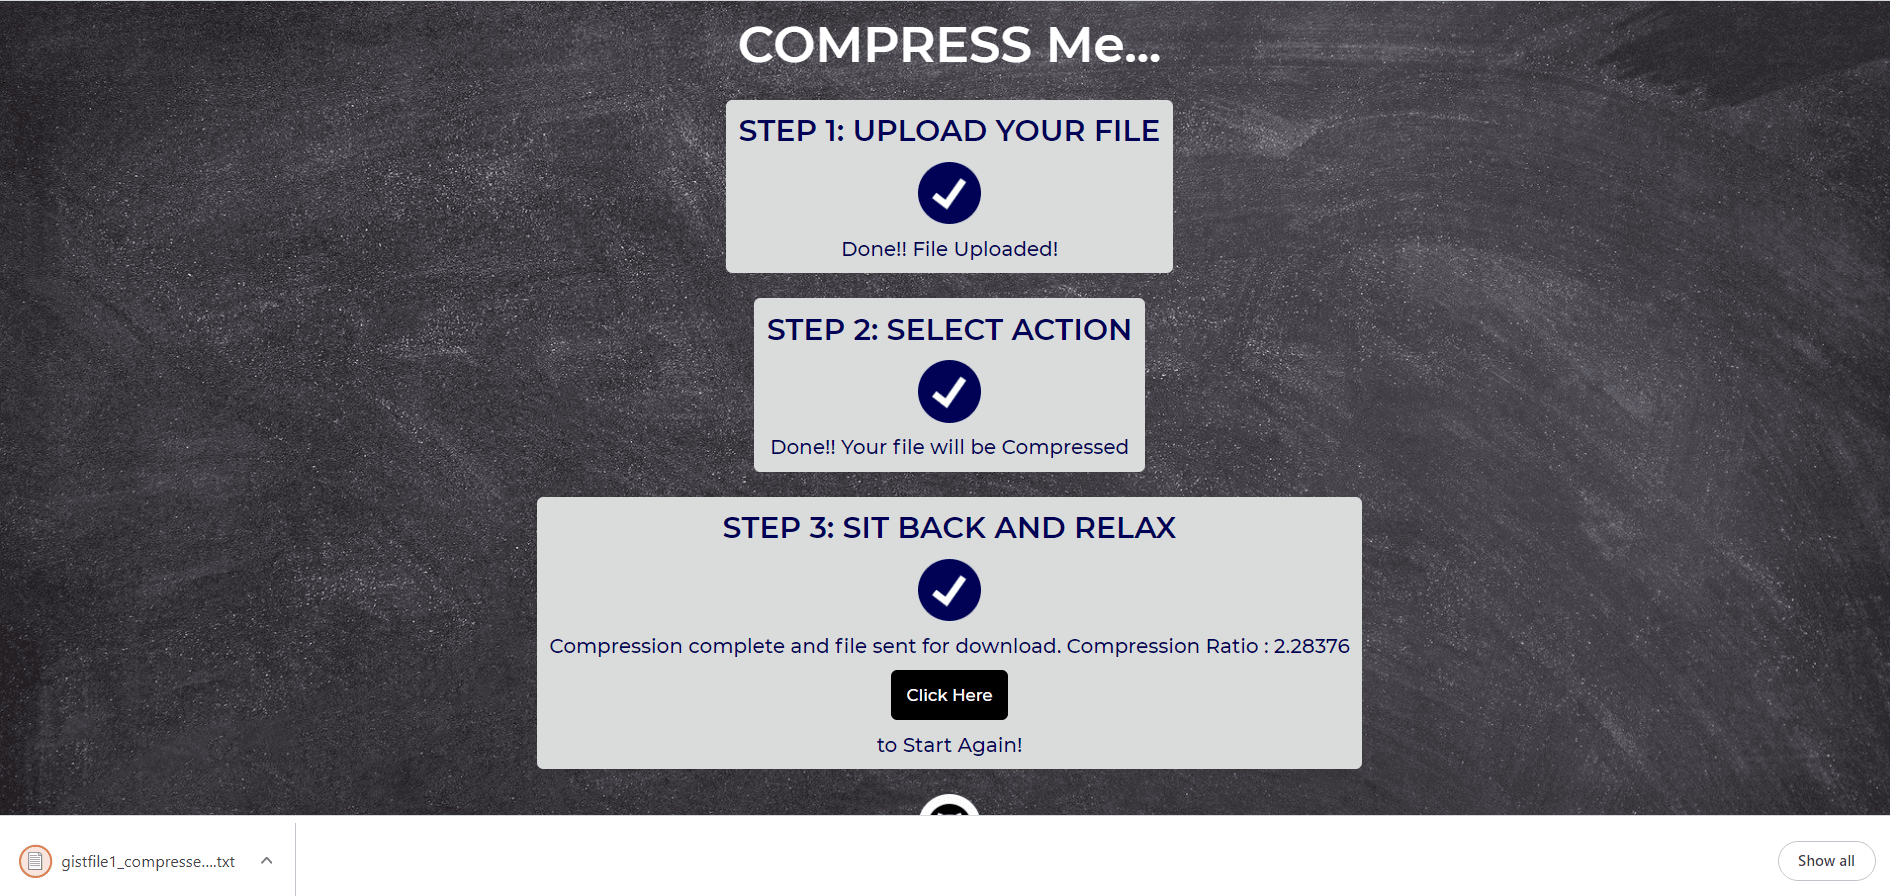 COMPRESS Me...
STEP 1: UPLOAD YOUR FILE
Done!! File Uploaded!
STEP 2: SELECT ACTION
Done!! Your file will be Compressed
STEP 3: SIT BACK AND RELAX
Compression complete and file sent for download. Compression Ratio : 2.28376
Click Here
to Start Again!
gistfile1_compresse....txt
Show all